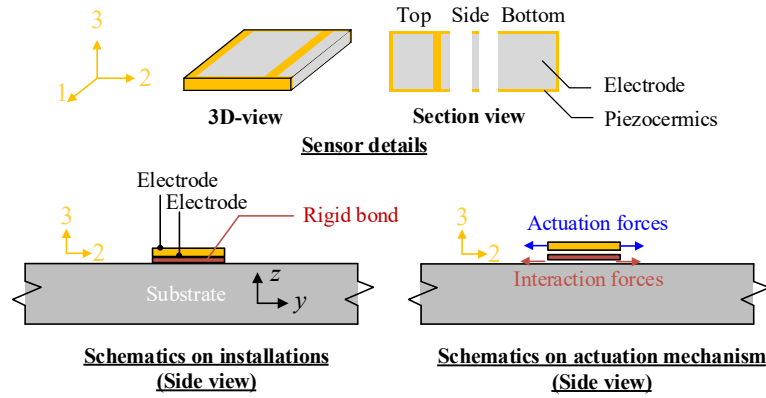 Top Side Bottom
3
2
1
Electrode
Piezocermics
3D-view
Section view
Sensor details
Electrode
Electrode
Rigid bond
3
2
Substrate
z
y
Schematics on installations
(Side view)
3
2
Actuation forces
Interaction forces
Schematics on actuation mechanism
(Side view)